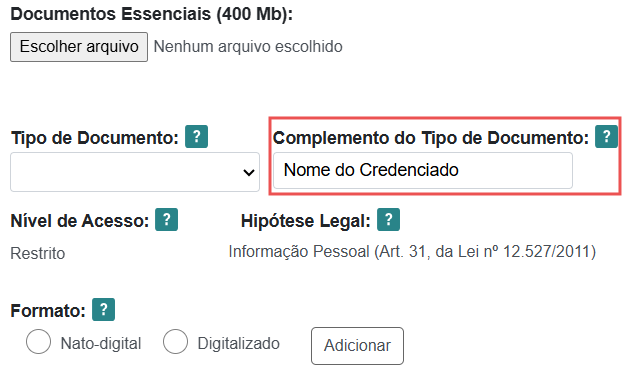 Documentos Essenciais (400 Mb):
Escolher arquivo Nenhum arquivo escolhido
Tipo de Documento: ? Complemento do Tipo de Documento: ?
Nome do Credenciado
Nível de Acesso: ? Hipótese Legal: ?
Restrito Informação Pessoal (Art. 31, da Lei nº 12.527/2011)
Formato: ?
Nato-digital Digitalizado Adicionar